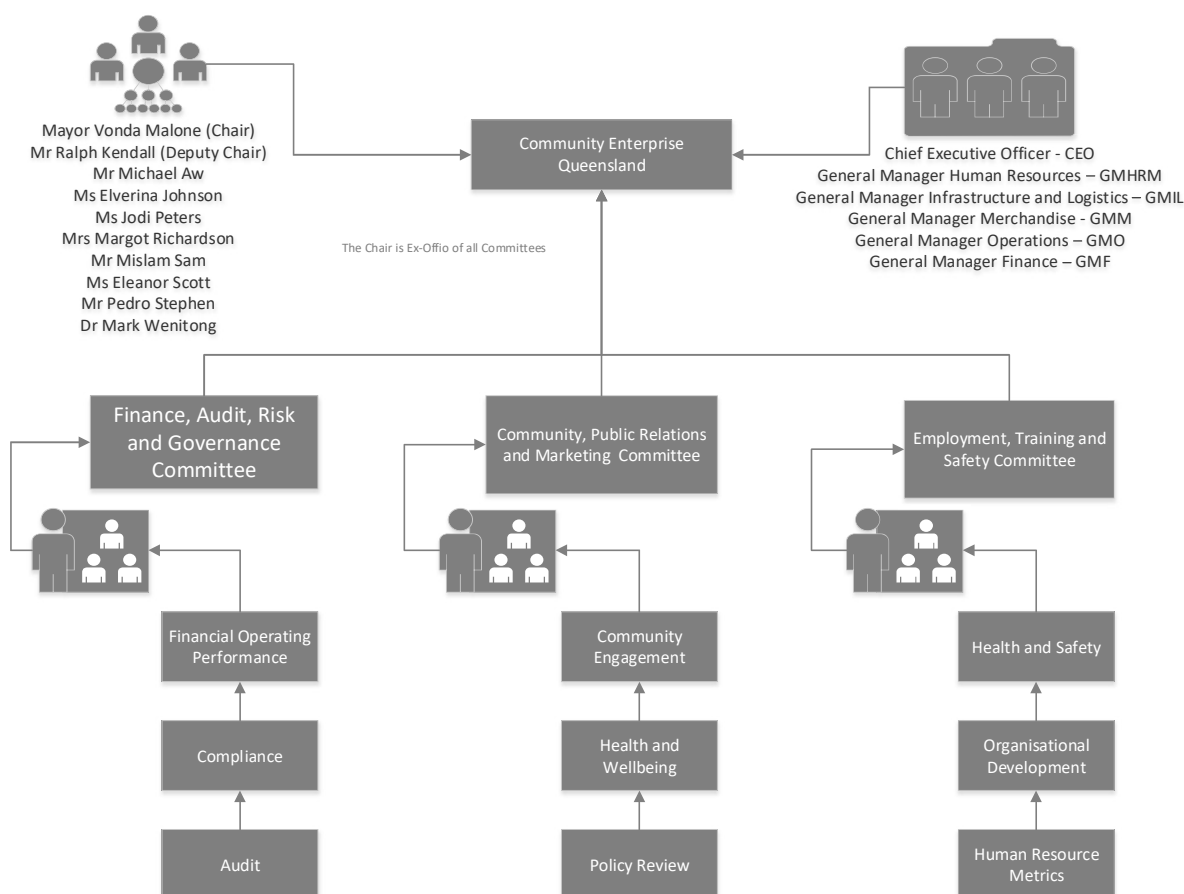 Mayor Vonda Malone (Chair)
Mr Ralph Kendall (Deputy Chair)
Mr Michael Aw
Ms Elverina Johnson
Ms Jodi Peters
Mrs Margot Richardson
Mr Mislam Sam
Ms Eleanor Scott
Mr Pedro Stephen
Dr Mark Wenitong
Community Enterprise
Queensland
Chief Executive Officer - CEO
General Manager Human Resources – GMHRM
General Manager Infrastructure and Logistics – GMIL
General Manager Merchandise - GMM
General Manager Operations – GMO
General Manager Finance – GMF
The Chair is Ex-Offio of all Committees
Finance, Audit, Risk
and Governance
Committee
Community, Public Relations
and Marketing Committee
Employment, Training and
Safety Committee
Financial Operating
Performance
Compliance
Audit
Community
Engagement
Health and
Wellbeing
Policy Review
Health and Safety
Organisational
Development
Human Resource
Metrics